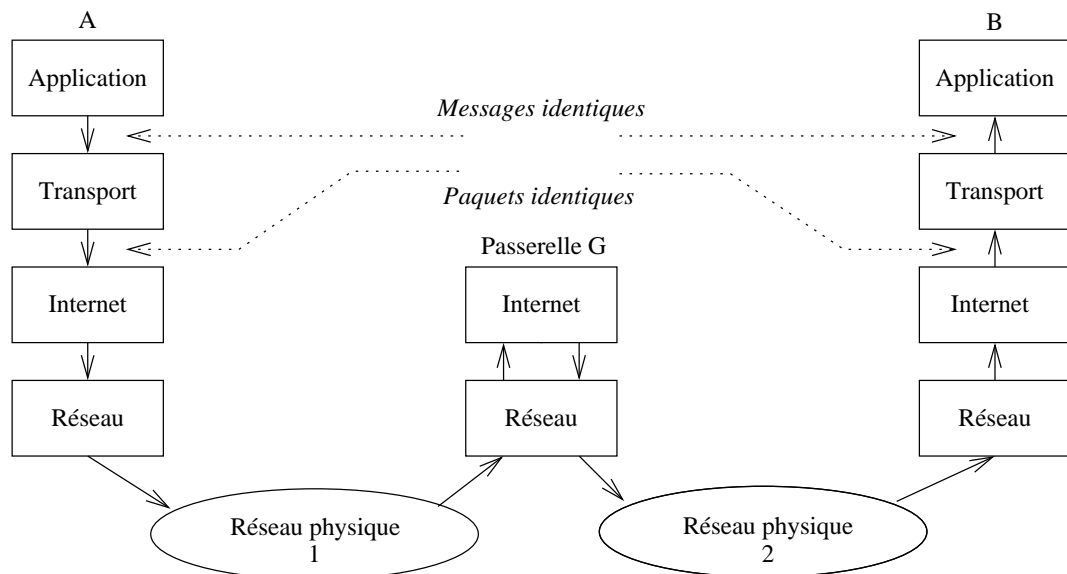 A
B
Application
Application
Messages identiques
Transport
Transport
Paquets identiques
Passerelle G
Internet
Internet
Internet
Réseau
Réseau
Réseau
Réseau physique
1
Réseau physique
2